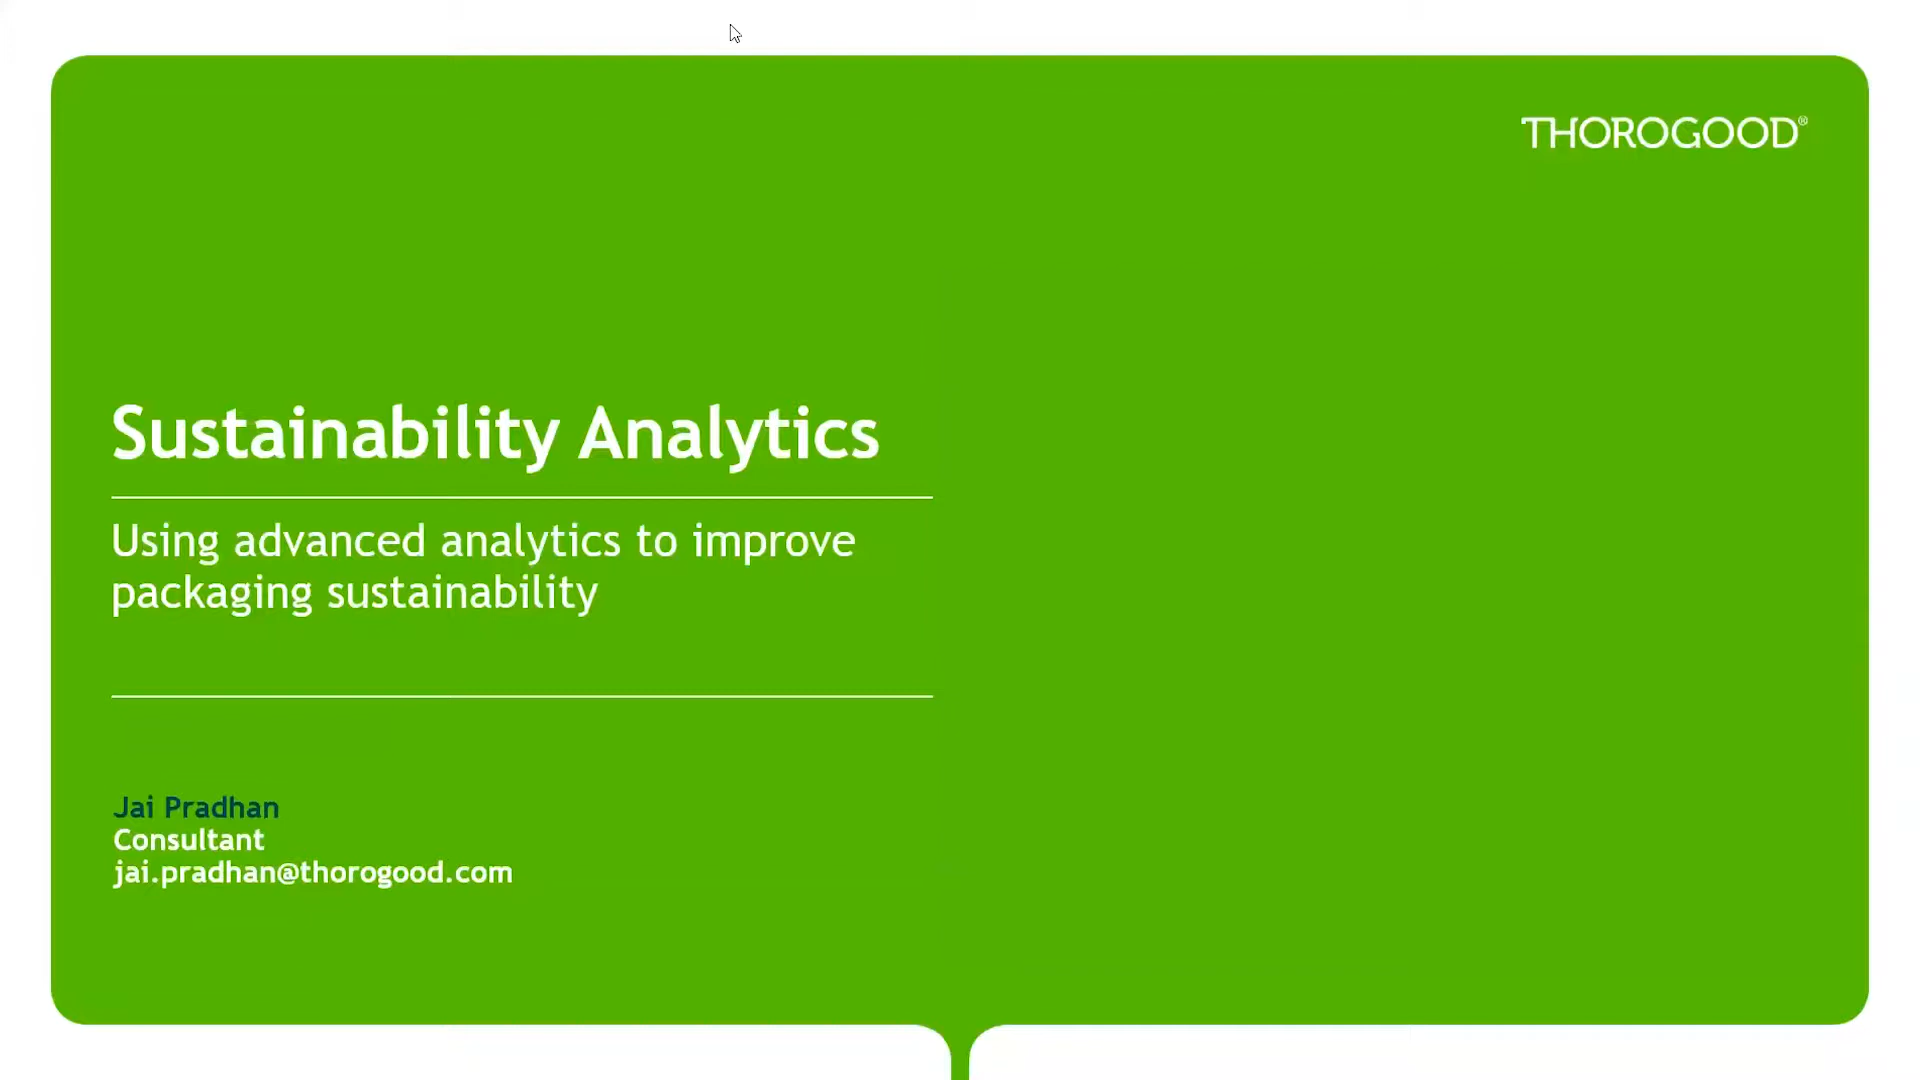 THOROGOOD®
Sustainability Analytics
Using advanced analytics to improve
packaging sustainability
Jai Pradhan
Consultant
jai.pradhan@thorogood.com